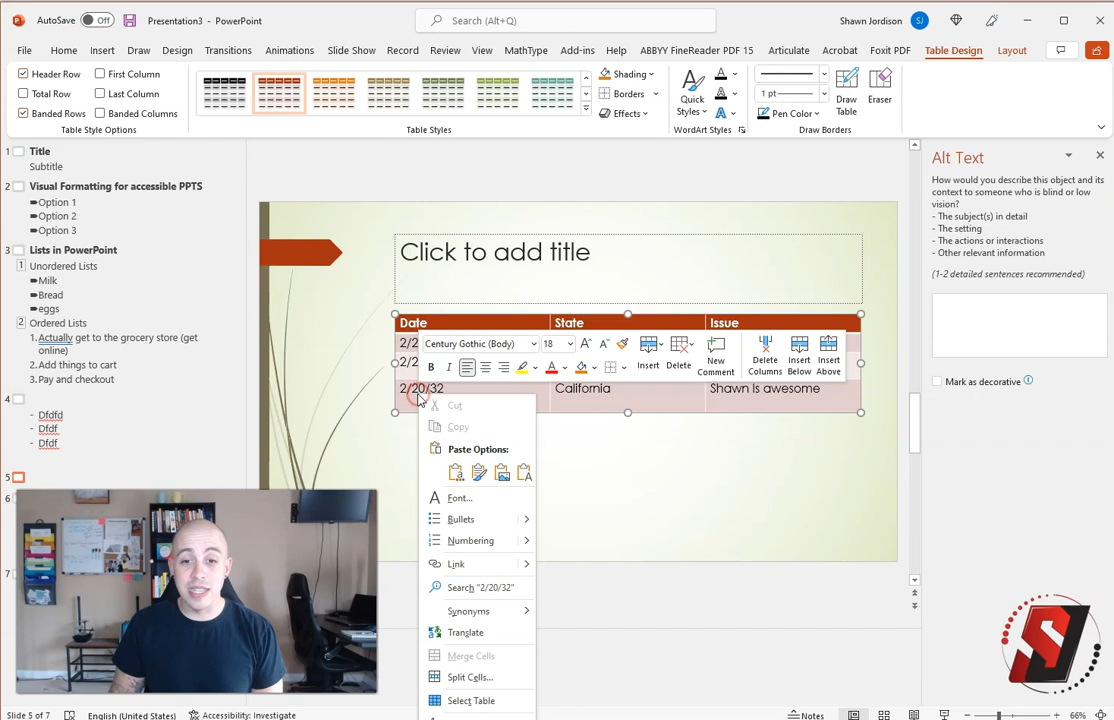 AutoSave Off Presentation3 - PowerPoint Search (Alt+Q) Shawn Jordison SJ
File Home Insert Draw Design Transitions Animations Slide Show Record Review View MathType Add-ins Help ABBYY FineReader PDF 15 Articulate Acrobat Foxit PDF Table Design Layout
Header Row First Column
Total Row Last Column
Banded Rows Banded Columns
Table Style Options
Table Styles
Shading
Borders
Effects
Quick
Styles
A
A
A
WordArt Styles
1 pt
Pen Color
Draw
Table
Eraser
Draw Borders
1 Title
Subtitle
2 Visual Formatting for accessible PPTS
Option 1
Option 2
Option 3
3 Lists in PowerPoint
1 Unordered Lists
Milk
Bread
eggs
2 Ordered Lists
1.Actually get to the grocery store (get
online)
2.Add things to cart
3.Pay and checkout
4
- Dfdfd
- Dfdf
- Dfdf
5
6
7
Click to add title
Date State Issue
2/2
2/2
2/20/32 California Shawn Is awesome
Century Gothic (Body) 18 A A
B I A
Insert Delete
New
Comment
Delete
Columns
Insert
Below
Insert
Above
Cut
Copy
Paste Options:
A Font...
Bullets
Numbering
Link
Search "2/20/32"
Synonyms
Translate
Merge Cells
Split Cells...
Select Table
Alt Text
How would you describe this object and its
context to someone who is blind or low
vision?
- The subject(s) in detail
- The setting
- The actions or interactions
- Other relevant information
(1-2 detailed sentences recommended)
Mark as decorative
Slide 5 of 7 English (United States) Accessibility: Investigate Notes 66%